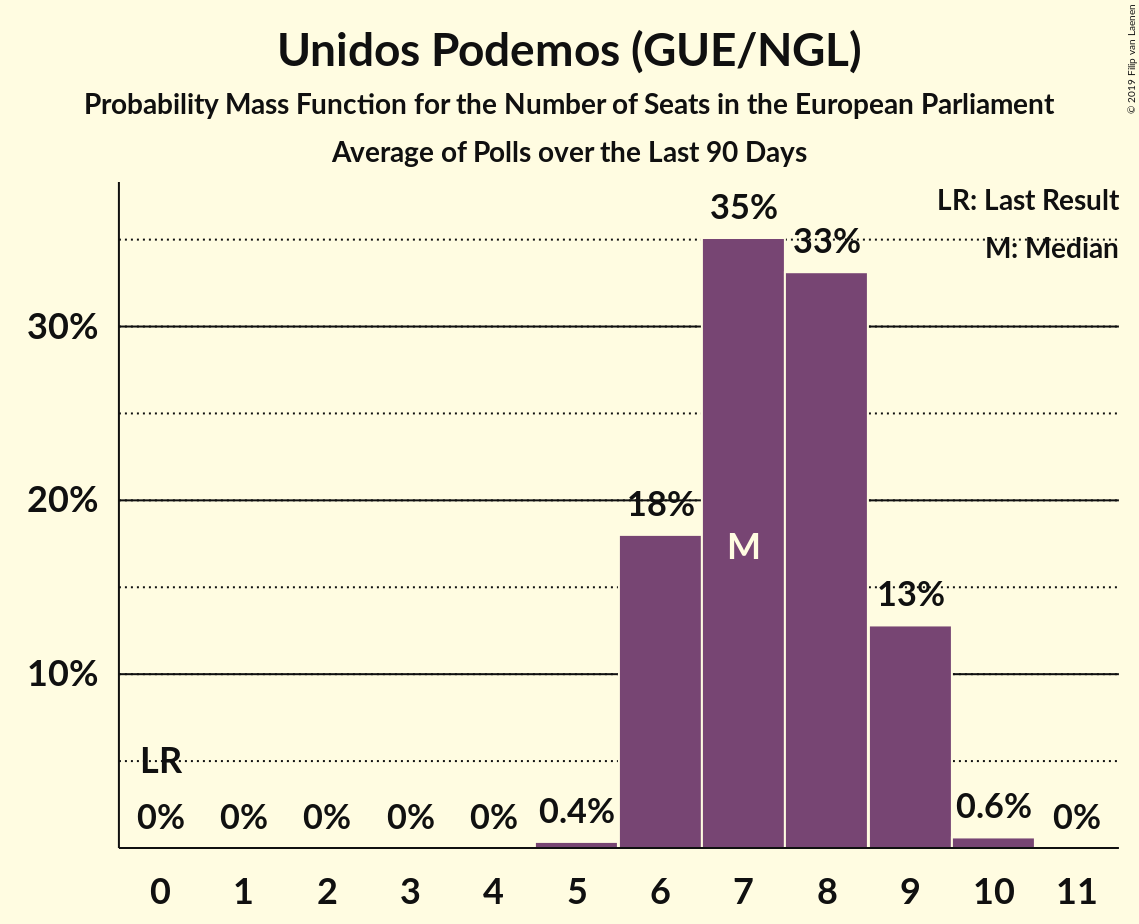 Unidos Podemos (GUE/NGL)
Probability Mass Function for the Number of Seats in the European Parliament
Average of Polls over the Last 90 Days
© 2019 Filip van Laenen
LR: Last Result
M: Median
35%
33%
30%
20%
18%
M
13%
10%
LR
0% 0% 0% 0% 0% 0.4% 0.6% 0%
0 1 2 3 4 5 6 7 8 9 10 11